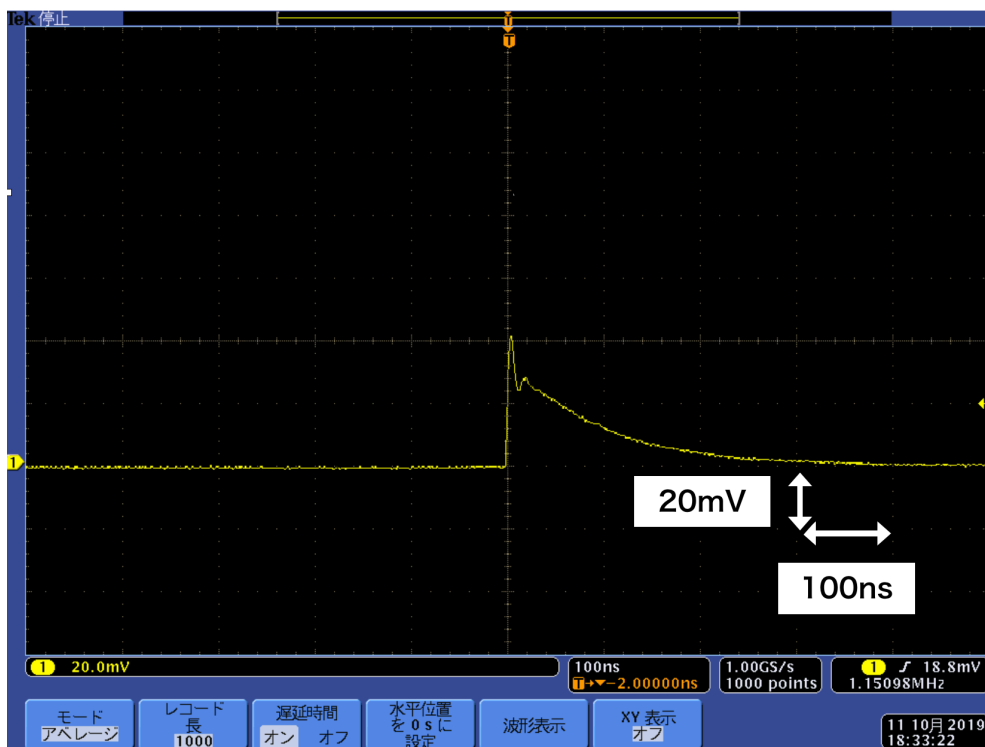 Tek 停止
T
T
1
20mV
100ns
1 20.0mV
100ns
T→▼−2.00000ns
1.00GS/s
1000 points
1 ∫ 18.8mV
1.15098MHz
モード
アベレージ
レコード
長
1000
遅延時間
オン オフ
水平位置
を 0 s に
設定
波形表示
XY 表示
オフ
11 10月 2019
18:33:22